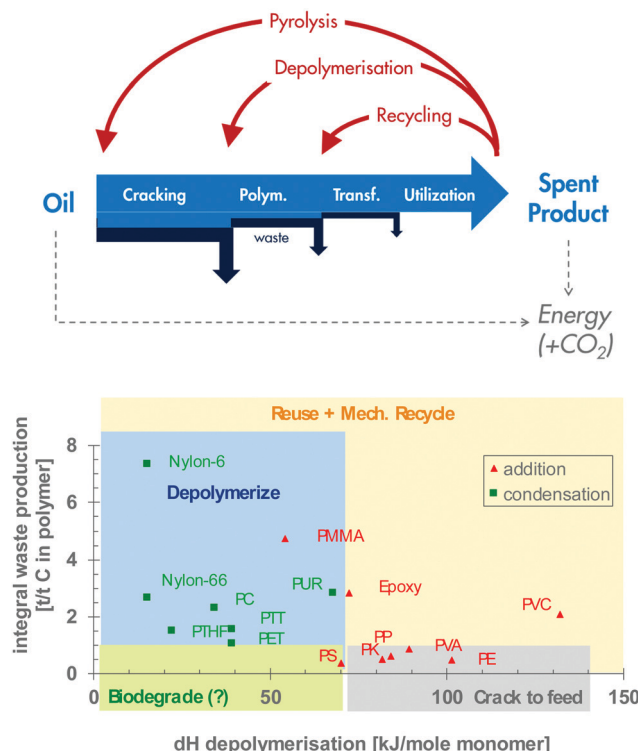 Pyrolysis
Depolymerisation
Recycling
Oil
Cracking
Polym.
Transf.
Utilization
waste
Spent
Product
Energy
(+CO₂)
Reuse + Mech. Recycle
integral waste production
[t/t C in polymer]
8
6
4
2
0
Nylon-6
Depolymerize
▲ addition
■ condensation
PMMA
Nylon-66
PC
PUR
Epoxy
PVC
PTHF
PTT
PET
PS
PK
PP
PVA
PE
Biodegrade (?)
Crack to feed
0
50
100
150
dH depolymerisation [kJ/mole monomer]